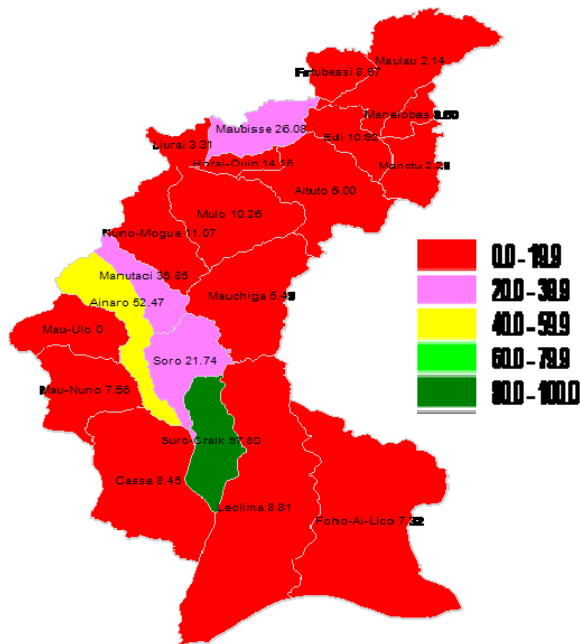 Maulau 2.14
Fatubessi 8.97
Manelobas
Maubisse 26.08
Edi 10.82
Liurai 3.31
Horai-Quic 14.16
Manetu
Aituto 6.00
Mulo 10.26
Nuno-Mogue 11.07
0.0 - 19.9
Manutaci 35.85
20.0 - 39.9
Mauchiga
Ainaro 52.47
40.0 - 59.9
Mau-Ulo 0
60.0 - 79.9
Soro 21.74
80.0 - 100.0
Mau-Nuno 7.56
Suro-Craik
Cassa 8.45
Leolima 8.81
Foho-Ai-Lico